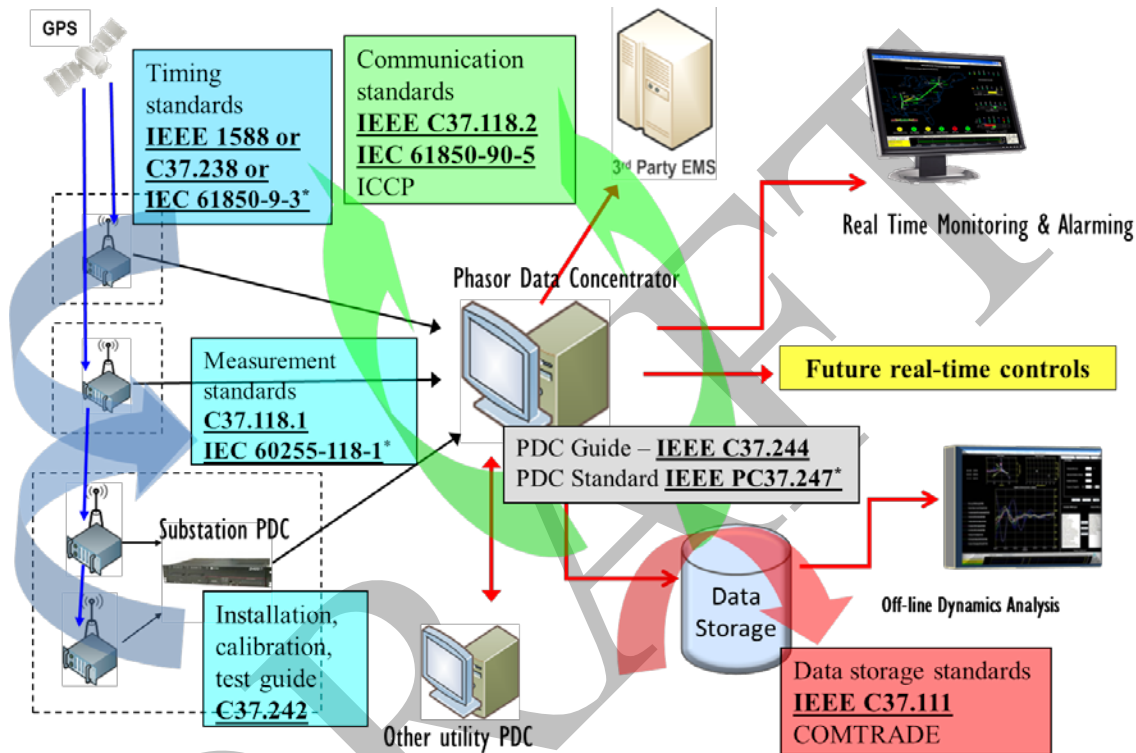 GPS
Timing
standards
IEEE 1588 or
C37.238 or
IEC 61850-9-3*
Communication
standards
IEEE C37.118.2
IEC 61850-90-5
ICCP
3rd Party EMS
Real Time Monitoring & Alarming
Phasor Data Concentrator
Measurement
standards
C37.118.1
IEC 60255-118-1*
Future real-time controls
PDC Guide – IEEE C37.244
PDC Standard IEEE PC37.247*
Substation PDC
Installation,
calibration,
test guide
C37.242
Other utility PDC
Data
Storage
Off-line Dynamics Analysis
Data storage standards
IEEE C37.111
COMTRADE
DRAFT